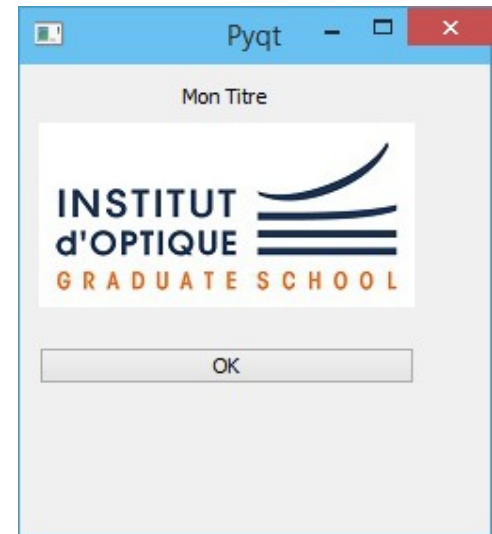 Pyqt
Mon Titre
INSTITUT
d'OPTIQUE
GRADUATE SCHOOL
OK